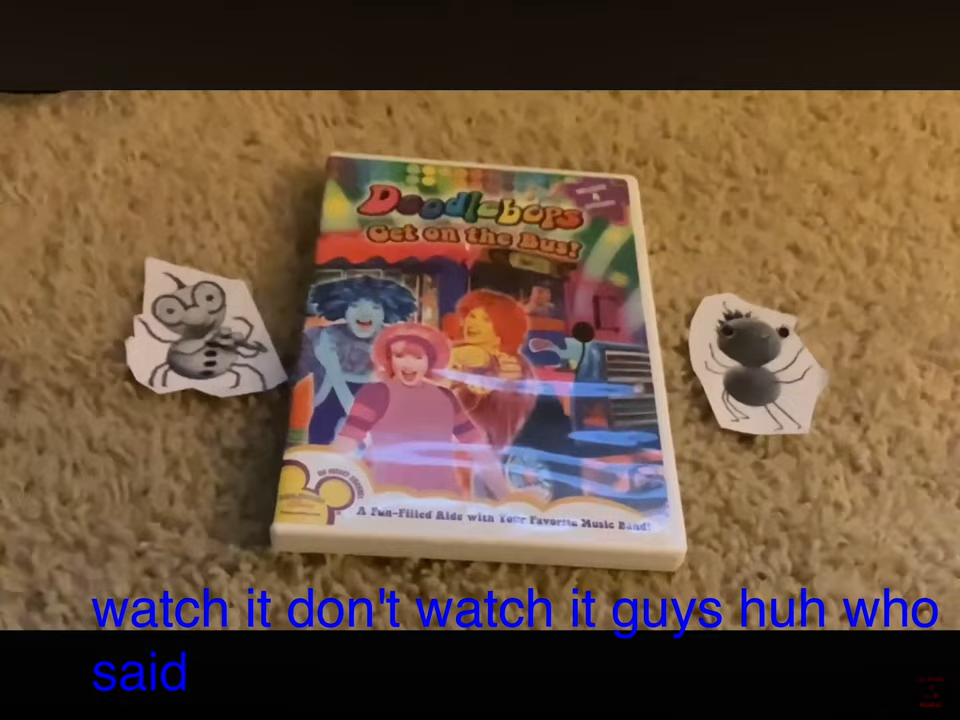 Doodlebops
Get on the Bus!
A Fun-Filled Ride with Your Favorite Music Band!
watch it don't watch it guys huh who
said